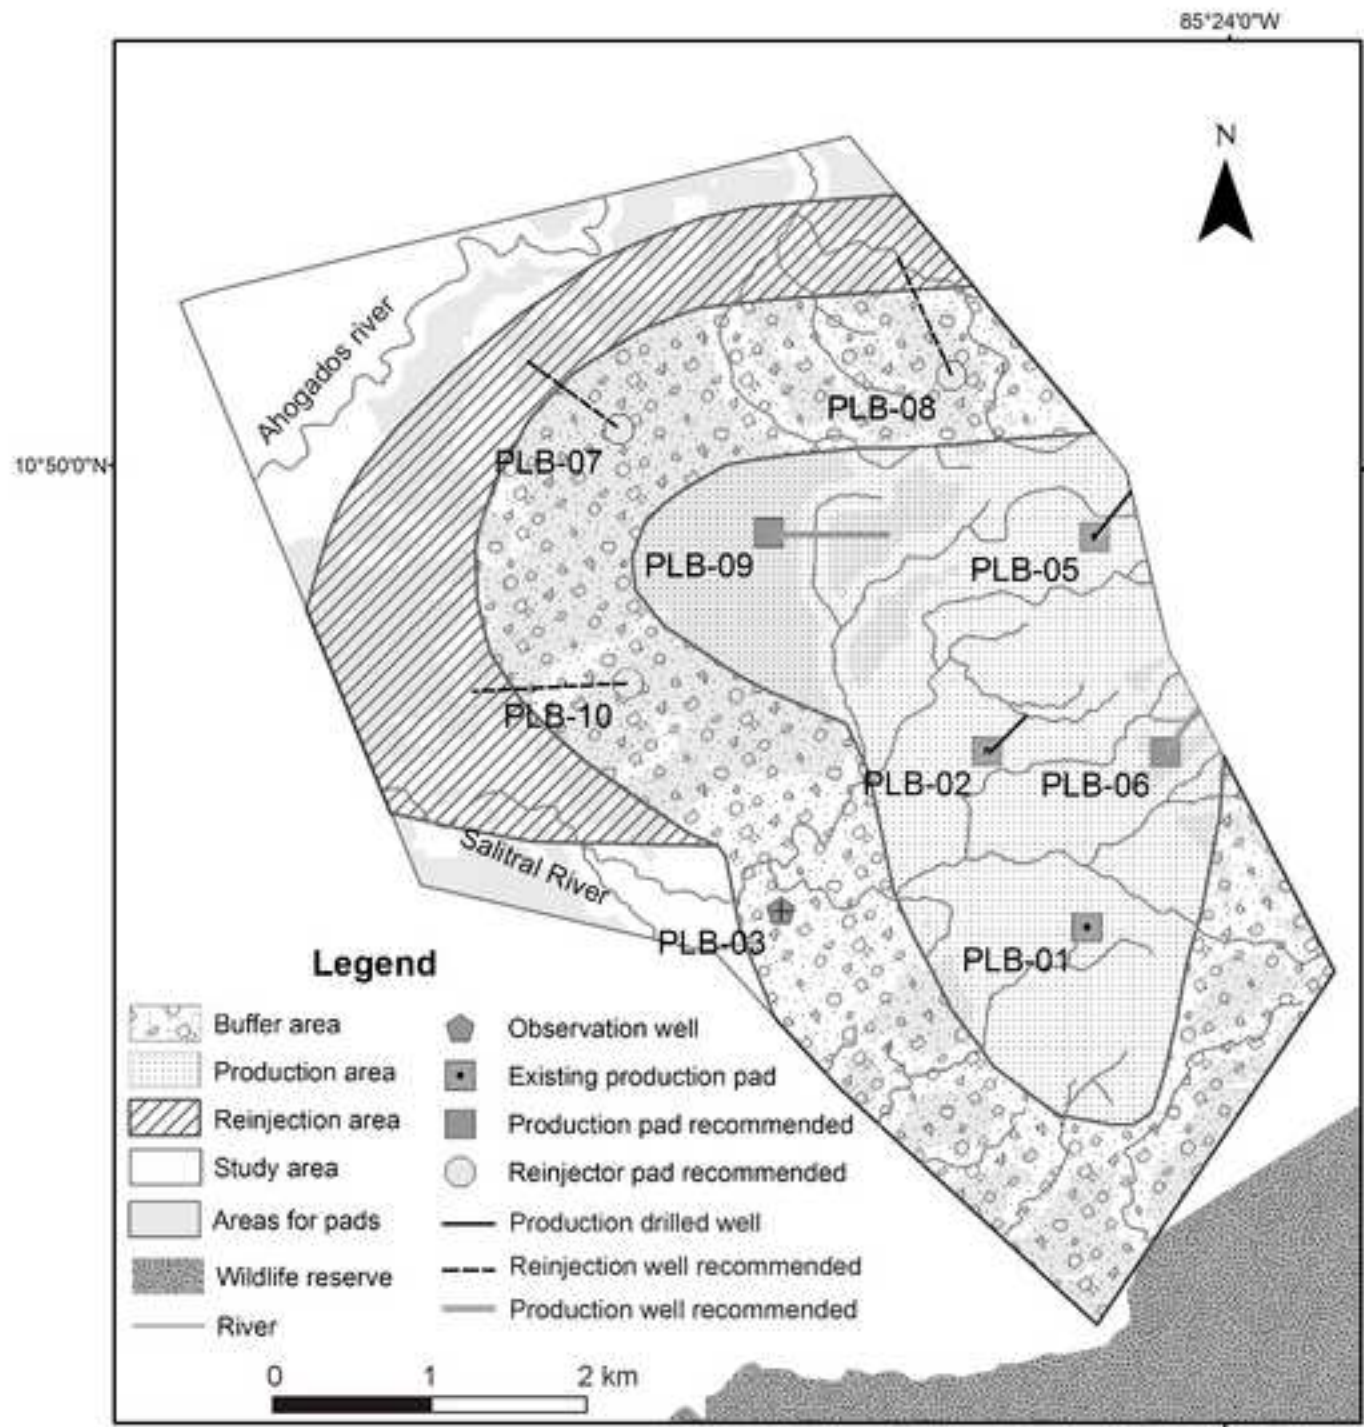 85°24'0"W
N
Ahogados river
10°50'0"N
PLB-08
PLB-07
PLB-09
PLB-05
PLB-10
PLB-02
PLB-06
Salitral River
PLB-03
PLB-01
Legend
Buffer area
Production area
Reinjection area
Study area
Areas for pads
Wildlife reserve
River
Observation well
Existing production pad
Production pad recommended
Reinjector pad recommended
Production drilled well
Reinjection well recommended
Production well recommended
0 1 2 km